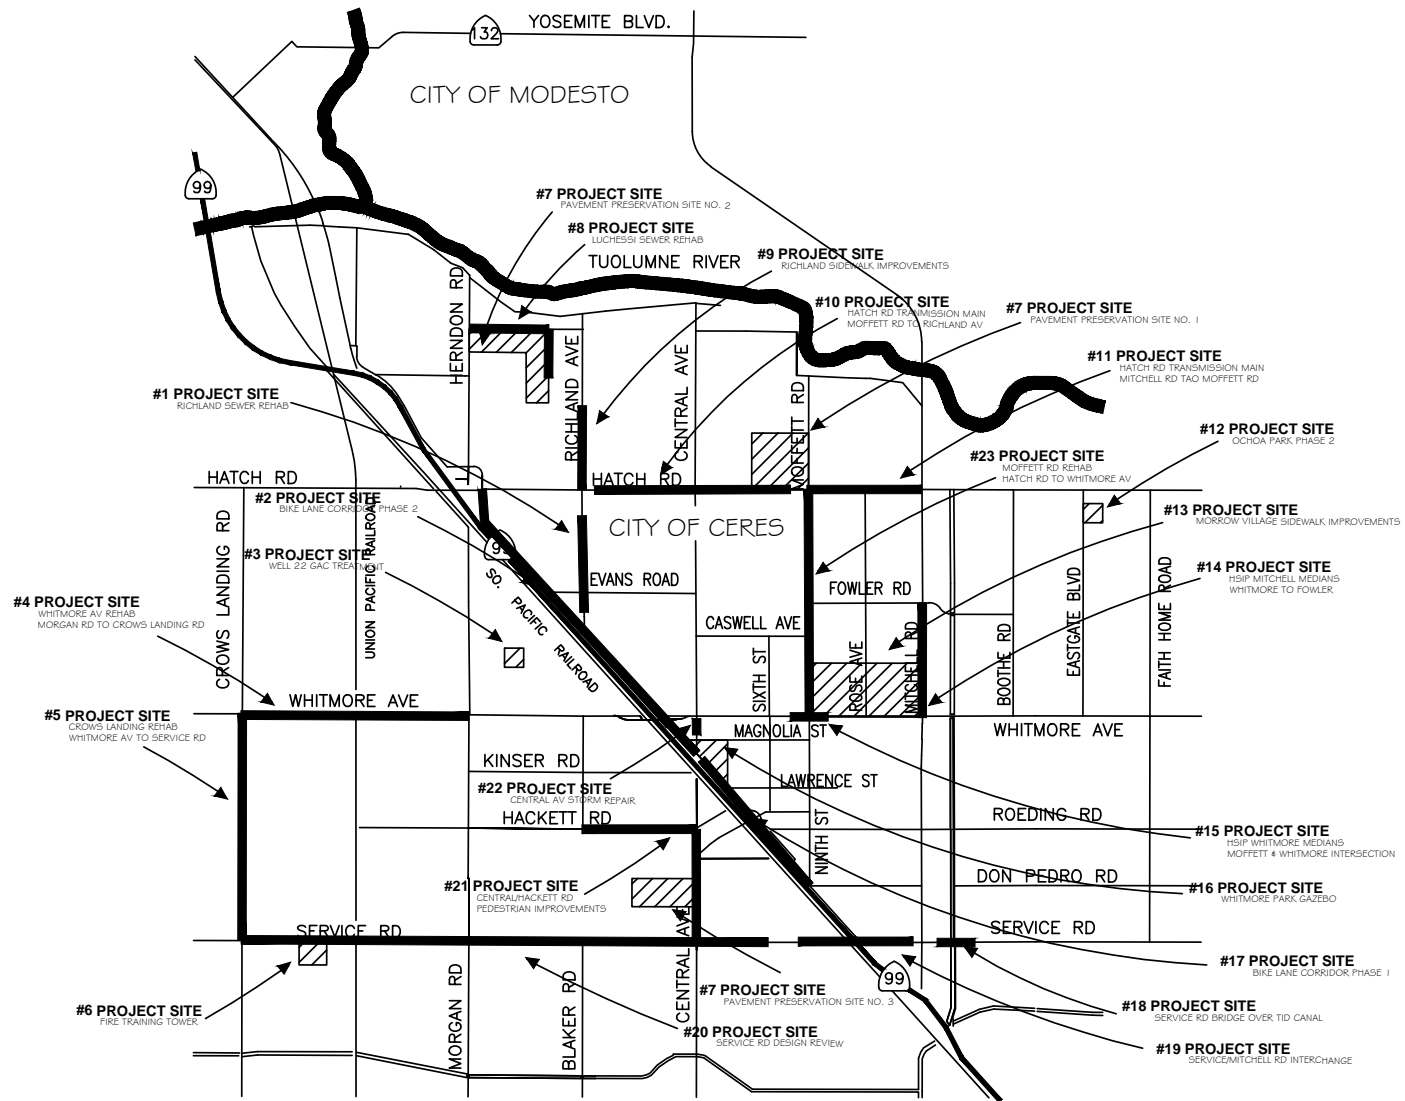 YOSEMITE BLVD.
132
CITY OF MODESTO
99
#7 PROJECT SITE
PAVEMENT PRESERVATION SITE NO. 2
#8 PROJECT SITE
LUCHESSI SEWER REHAB
#9 PROJECT SITE
RICHLAND SIDEWALK IMPROVEMENTS
TUOLUMNE RIVER
#10 PROJECT SITE
HATCH RD TRANMISSION MAIN
MOFFETT RD TO RICHLAND AV
#7 PROJECT SITE
PAVEMENT PRESERVATION SITE NO. 1
HERNDON RD
RICHLAND AVE
CENTRAL AVE
MOFFETT RD
#11 PROJECT SITE
HATCH RD TRANSMISSION MAIN
MITCHELL RD TAO MOFFETT RD
#1 PROJECT SITE
RICHLAND SEWER REHAB
#12 PROJECT SITE
OCHOA PARK PHASE 2
#23 PROJECT SITE
MOFFETT RD REHAB
HATCH RD TO WHITMORE AV
HATCH RD
HATCH RD
#2 PROJECT SITE
BIKE LANE CORRIDOR PHASE 2
#13 PROJECT SITE
MORROW VILLAGE SIDEWALK IMPROVEMENTS
CITY OF CERES
99
#3 PROJECT SITE
WELL 22 GAC TREATMENT
CROWS LANDING RD
UNION PACIFIC RAILROAD
SO. PACIFIC RAILROAD
EVANS ROAD
FOWLER RD
#14 PROJECT SITE
HSIP MITCHELL MEDIANS
WHITMORE TO FOWLER
#4 PROJECT SITE
WHITMORE AV REHAB
MORGAN RD TO CROWS LANDING RD
CASWELL AVE
SIXTH ST
ROSE AVE
MITCHELL RD
BOOTHE RD
EASTGATE BLVD
FAITH HOME ROAD
WHITMORE AVE
#5 PROJECT SITE
CROWS LANDING REHAB
WHITMORE AV TO SERVICE RD
MAGNOLIA ST
WHITMORE AVE
KINSER RD
LAWRENCE ST
#22 PROJECT SITE
CENTRAL AV STORM REPAIR
HACKETT RD
NINTH ST
ROEDING RD
#15 PROJECT SITE
HSIP WHITMORE MEDIANS
MOFFETT & WHITMORE INTERSECTION
#21 PROJECT SITE
CENTRAL/HACKETT RD
PEDESTRIAN IMPROVEMENTS
DON PEDRO RD
#16 PROJECT SITE
WHITMORE PARK GAZEBO
SERVICE RD
SERVICE RD
CENTRAL AVE
#17 PROJECT SITE
BIKE LANE CORRIDOR PHASE 1
99
MORGAN RD
BLAKER RD
#7 PROJECT SITE
PAVEMENT PRESERVATION SITE NO. 3
#6 PROJECT SITE
FIRE TRAINING TOWER
#18 PROJECT SITE
SERVICE RD BRIDGE OVER TID CANAL
#20 PROJECT SITE
SERVICE RD DESIGN REVIEW
#19 PROJECT SITE
SERVICE/MITCHELL RD INTERCHANGE